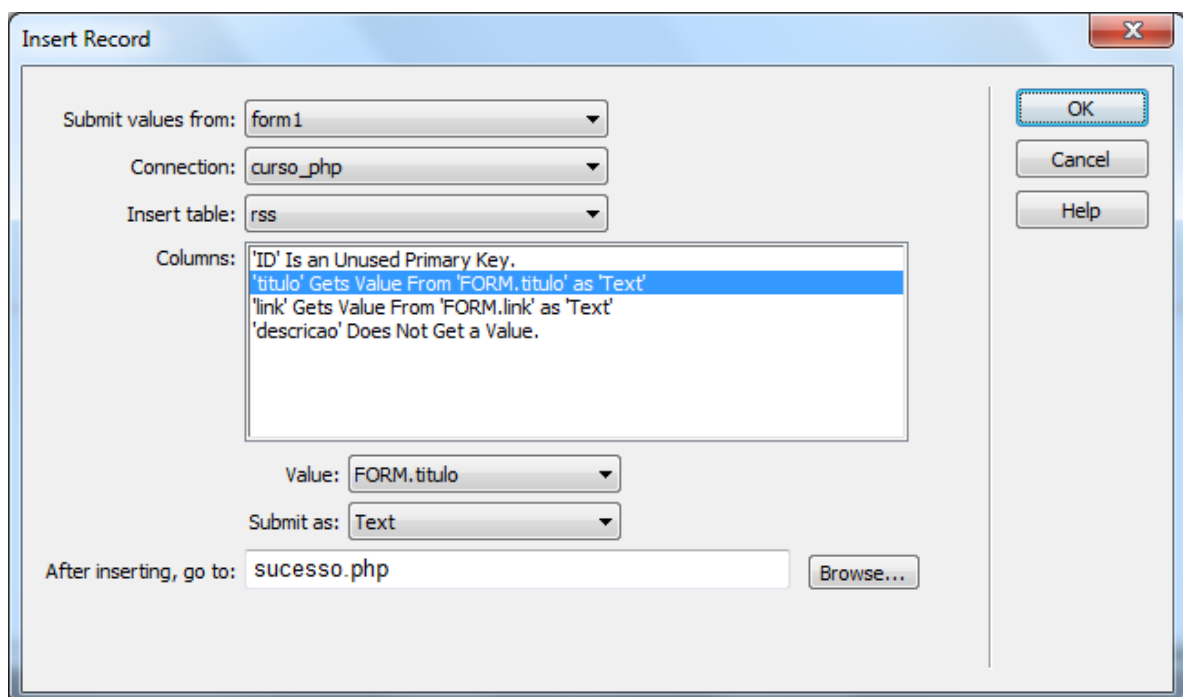 Insert Record
Submit values from: form1
OK
Connection: curso_php
Cancel
Insert table: rss
Help
Columns: 'ID' Is an Unused Primary Key.
'titulo' Gets Value From 'FORM.titulo' as 'Text'
'link' Gets Value From 'FORM.link' as 'Text'
'descricao' Does Not Get a Value.
Value: FORM.titulo
Submit as: Text
After inserting, go to: sucesso.php Browse...